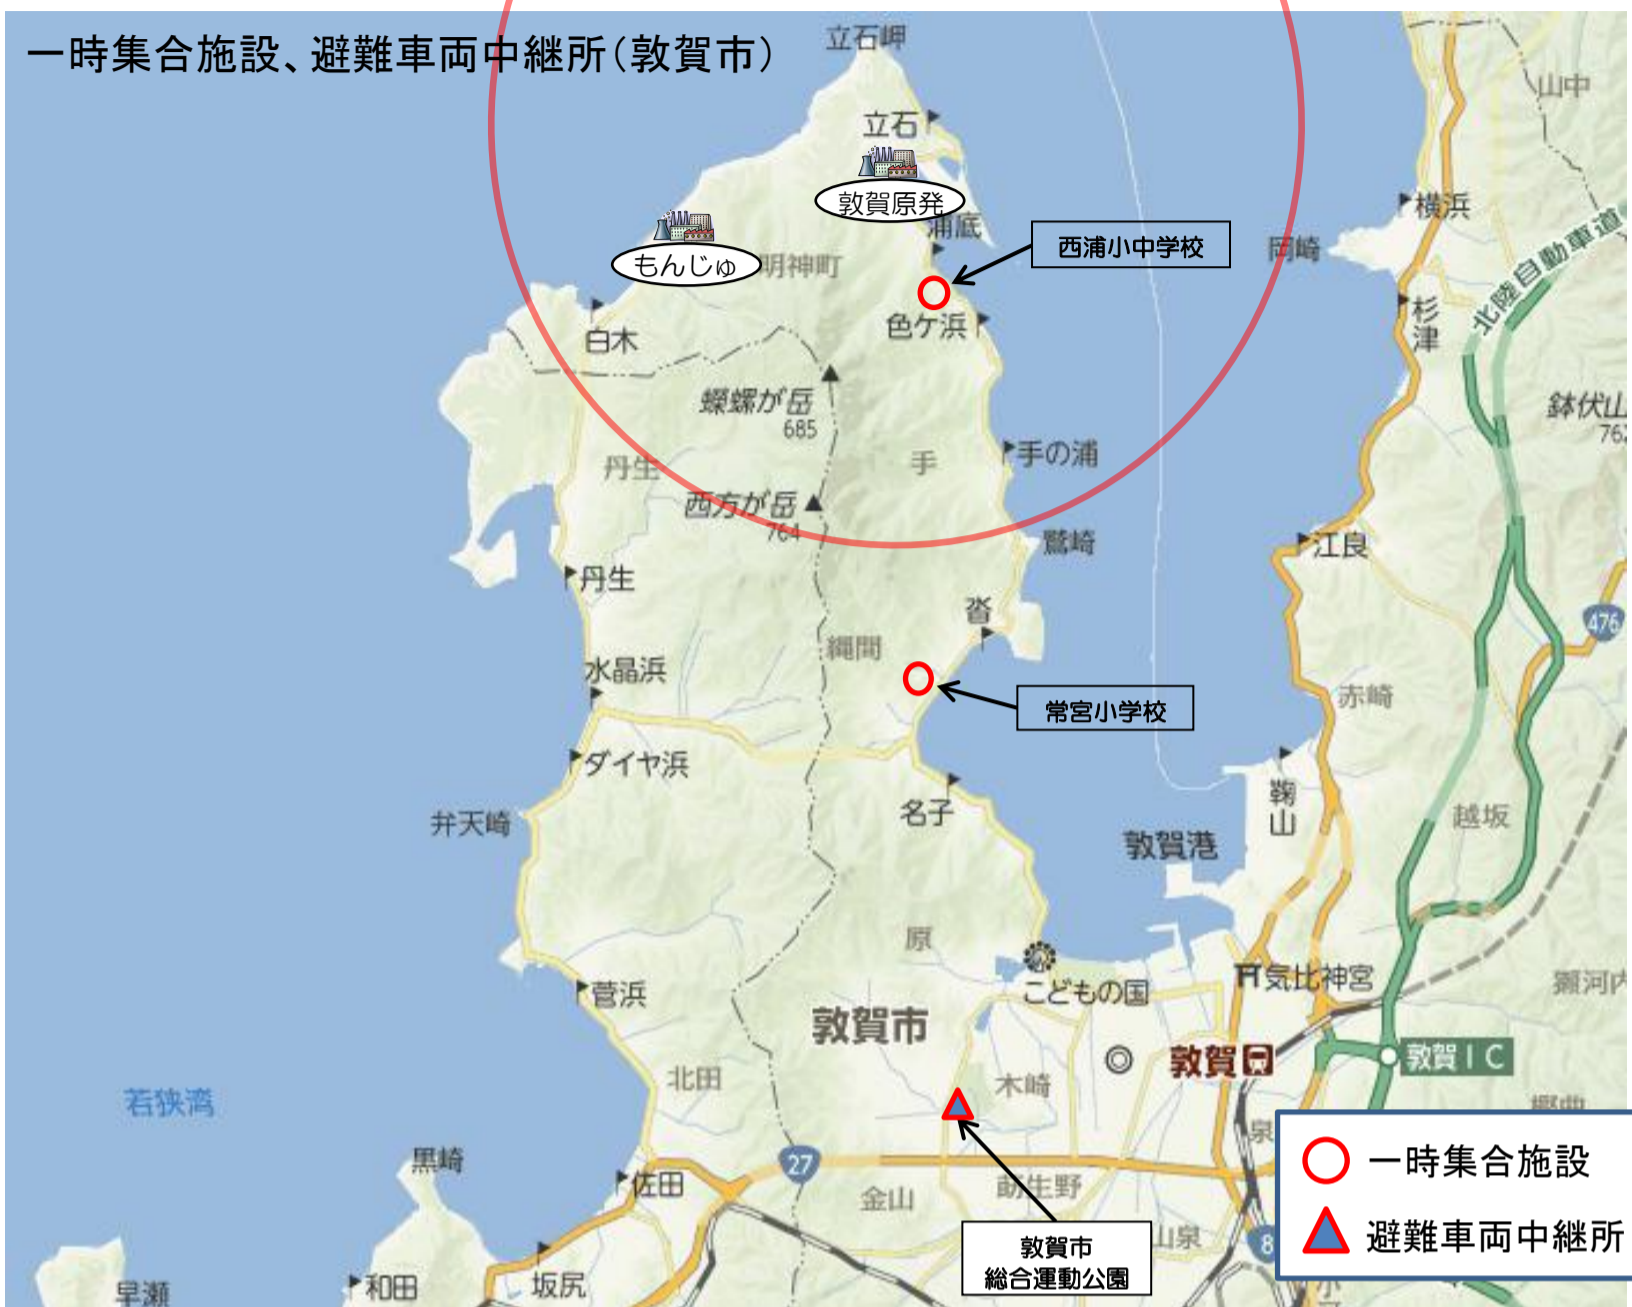 一時集合施設、避難車両中継所(敦賀市)
立石岬
山中
立石
敦賀原発
横浜
浦底
西浦小中学校
岡崎
北陸自動車道
もんじゅ
明神町
白木
色ケ浜
杉津
蠑螺が岳
685
鉢伏山
手
手の浦
丹生
西方が岳
764
鷲崎
江良
丹生
沓
476
縄間
水晶浜
赤崎
常宮小学校
ダイヤ浜
名子
鞠山
弁天崎
越坂
敦賀港
原
気比神宮
こどもの国
菅浜
敦賀市
敦賀
敦賀IC
北田
木崎
若狭湾
泉
一時集合施設
黒崎
27
佐田
金山
莇生野
避難車両中継所
山泉
8
敦賀市
総合運動公園
早瀬
和田
坂尻